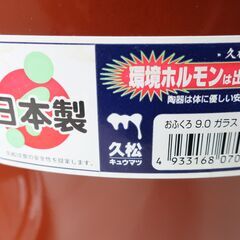 久松
環境ホルモンは出
陶器は体に優しい安
日本製
久松
キュウマツ
おふくろ 9.0 ガラス
4 933168 070